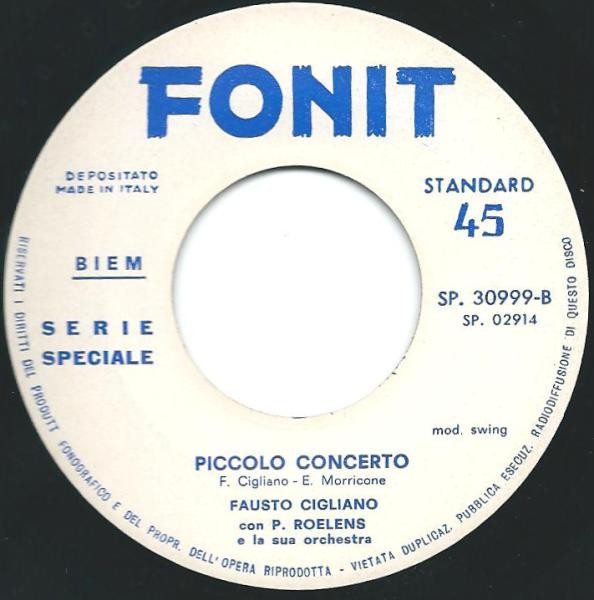 FONIT
DEPOSITATO
MADE IN ITALY
STANDARD
45
BIEM
SP. 30999-B
SP. 02914
SERIE
SPECIALE
mod. swing
PICCOLO CONCERTO
F. Cigliano - E. Morricone
FAUSTO CIGLIANO
con P. ROELENS
e la sua orchestra
RISERVATI I DIRITTI DEL PRODUTT FONOGRAFICO E DEL PROPR. DELL'OPERA RIPRODOTTA - VIETATA DUPLICAZ. PUBBLICA ESECUZ. RADIODIFFUSIONE DI QUESTO DISCO